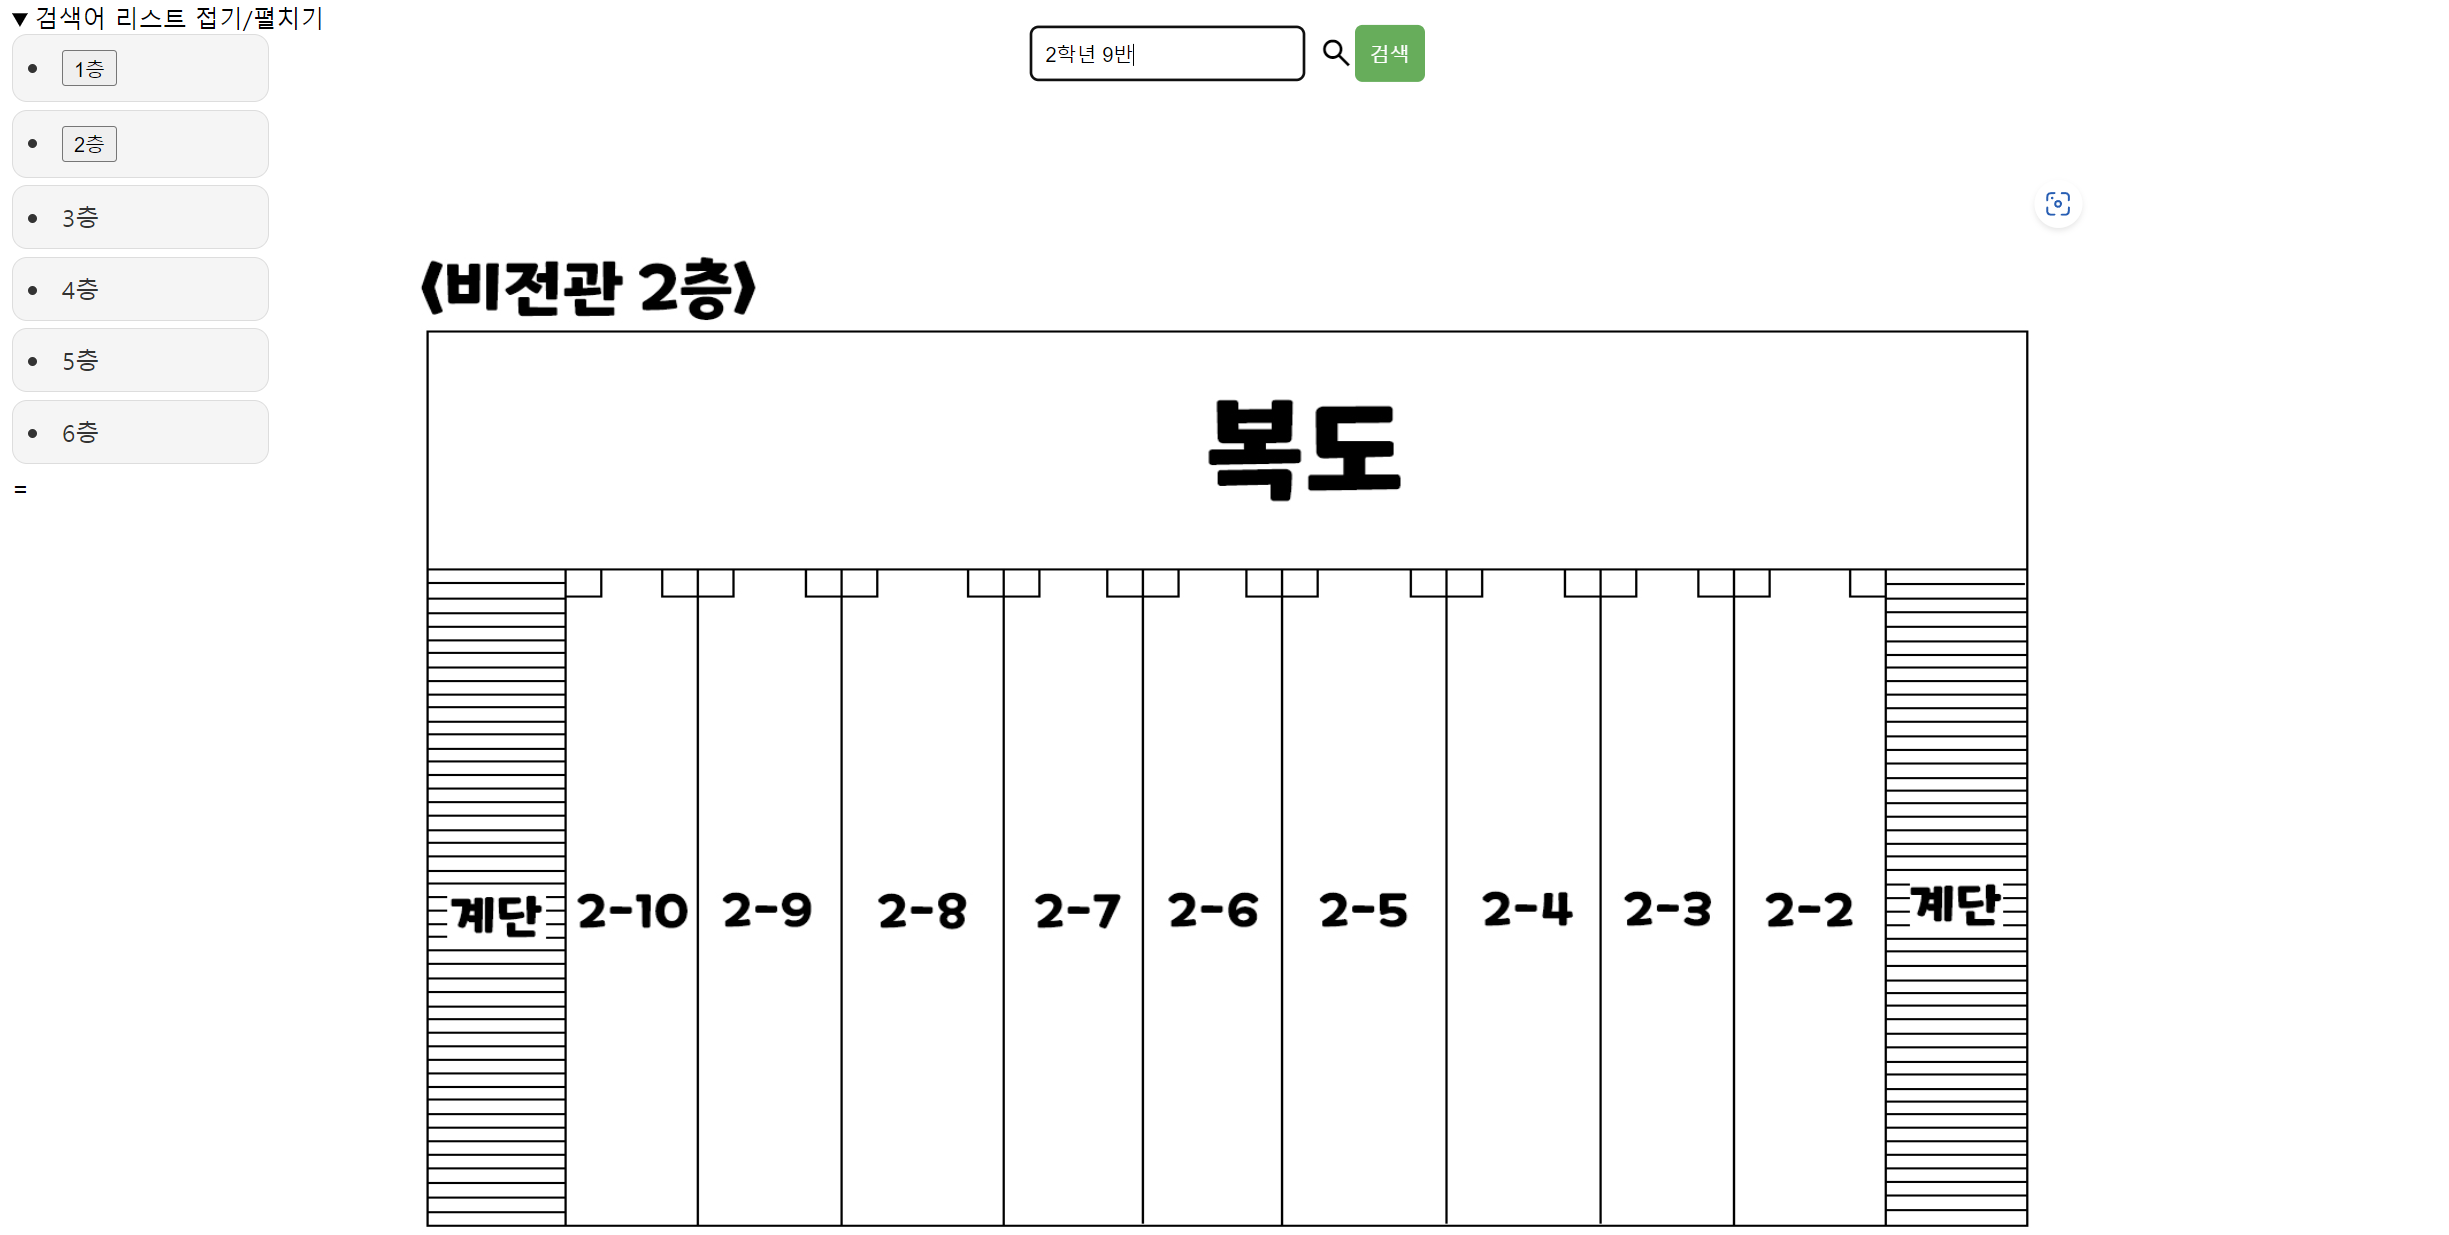 ▼ 검색어 리스트 접기/펼치기
• 1층
• 2층
• 3층
• 4층
• 5층
• 6층
=
2학년 9반
검색
〈비전관 2층〉
복도
계단 2-10 2-9 2-8 2-7 2-6 2-5 2-4 2-3 2-2 계단